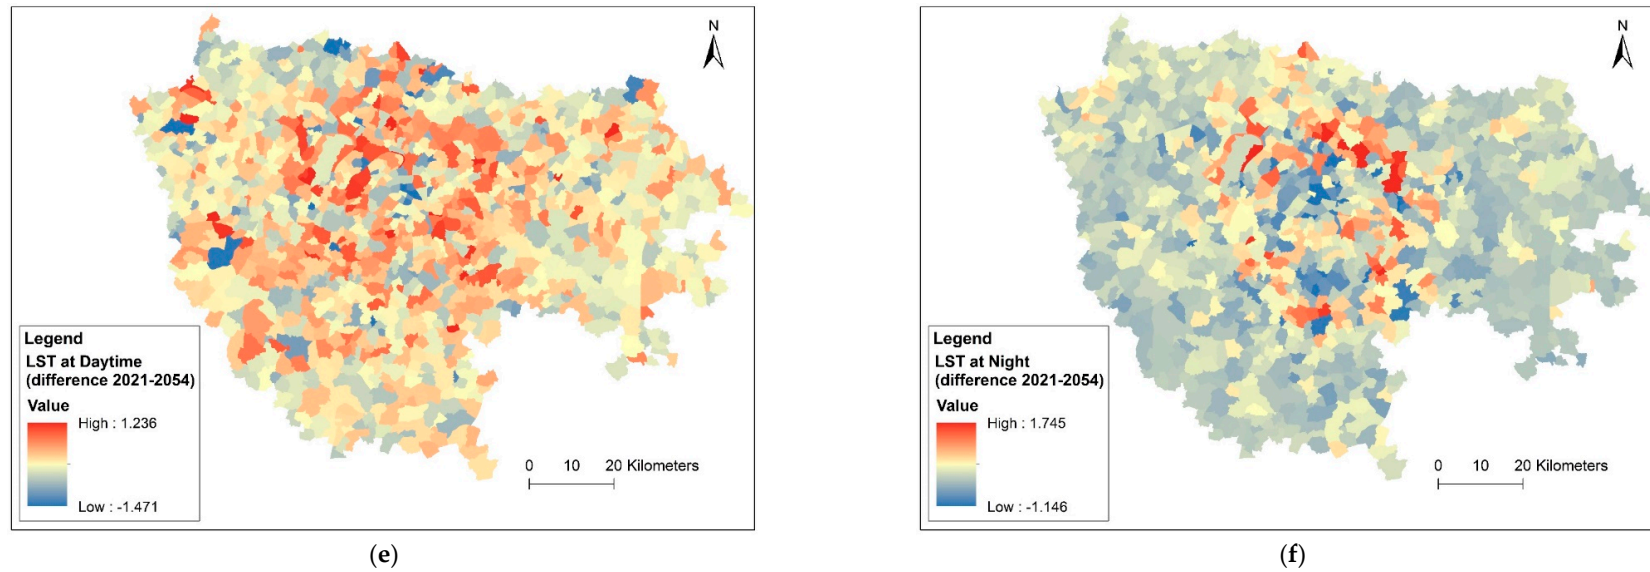 N
Legend
LST at Daytime
(difference 2021-2054)
Value
High : 1.236
Low : -1.471
0 10 20 Kilometers
(e)
N
Legend
LST at Night
(difference 2021-2054)
Value
High : 1.745
Low : -1.146
0 10 20 Kilometers
(f)